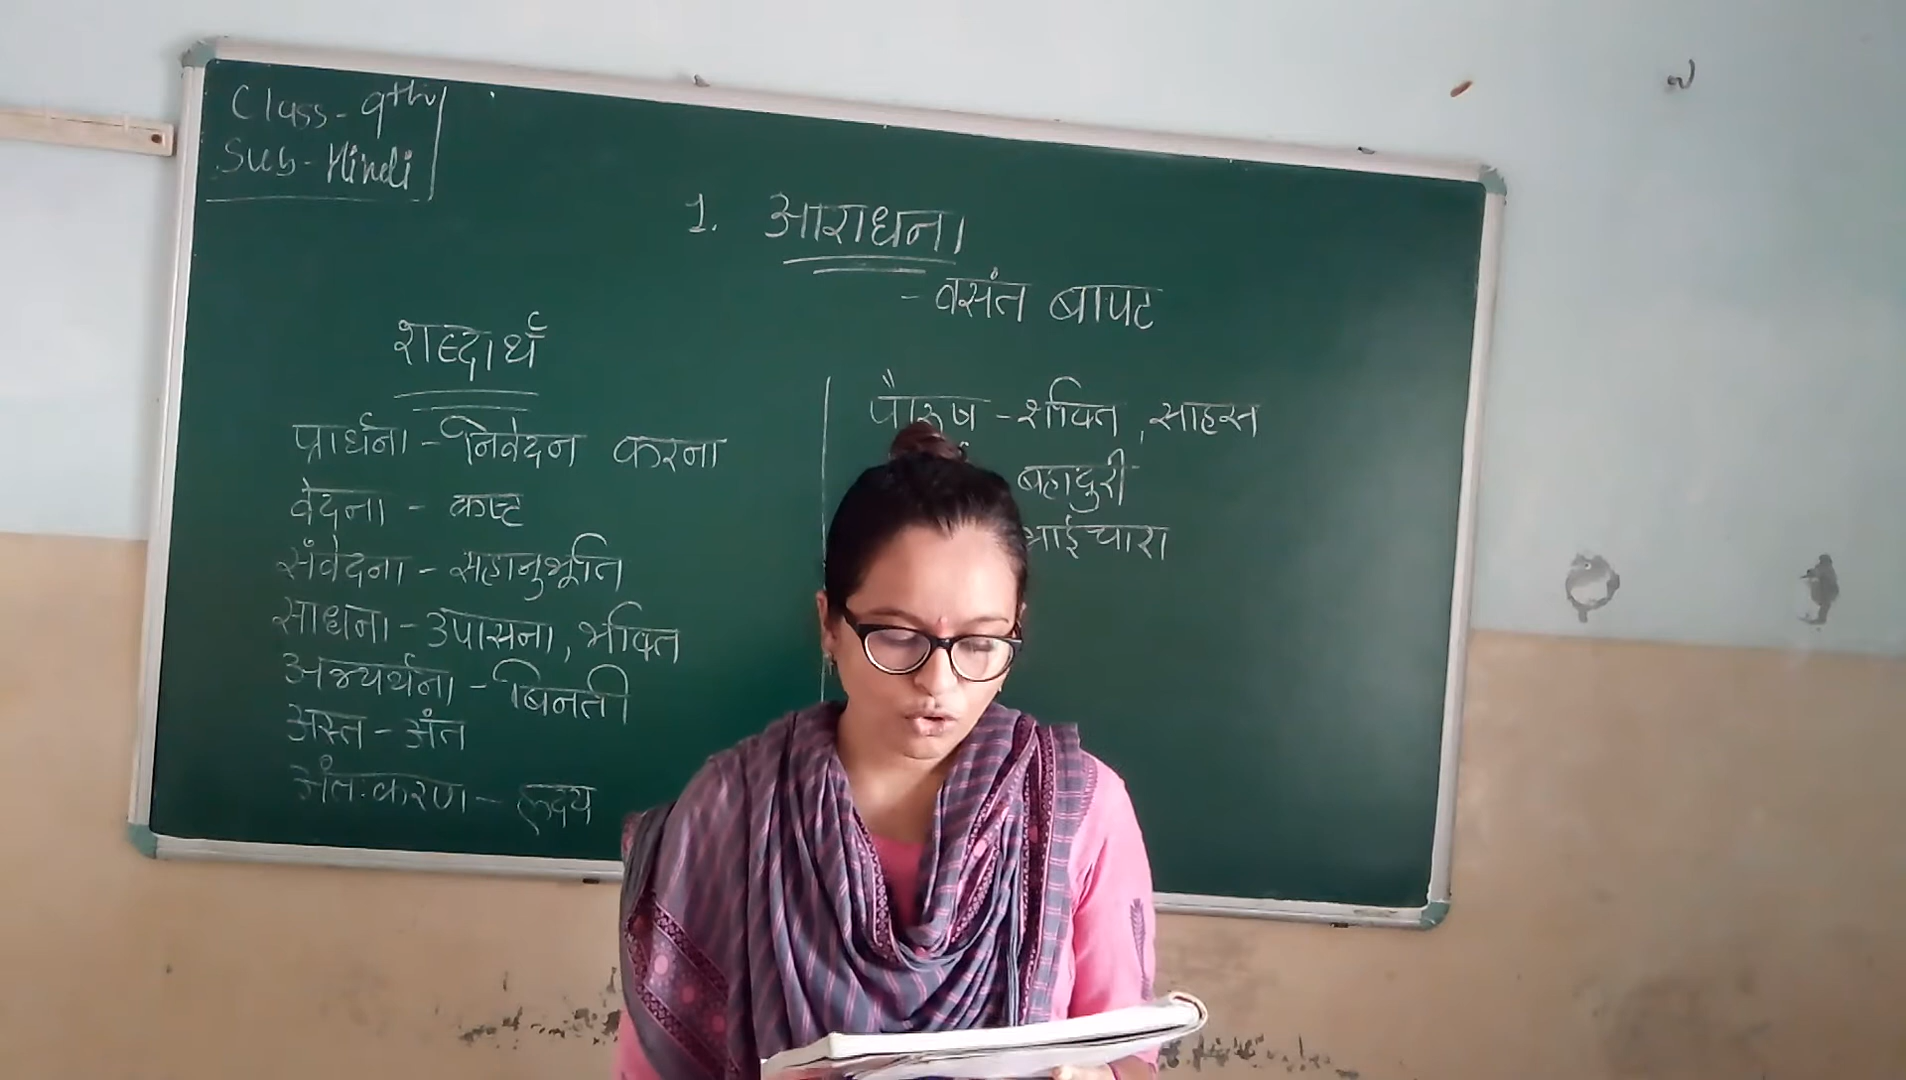 Class - 9th
Sub - Hindi
1. आराधना
- वसंत बापट
शब्दार्थ
प्रार्थना - निवेदन करना
वेदना - कष्ट
संवेदना - सहानुभूति
साधना - उपासना, भक्ति
अभ्यर्थना - बिनती
अस्त - अंत
अंतःकरण - हृदय
पौरुष - शक्ति, साहस
बहादुरी
भाईचारा